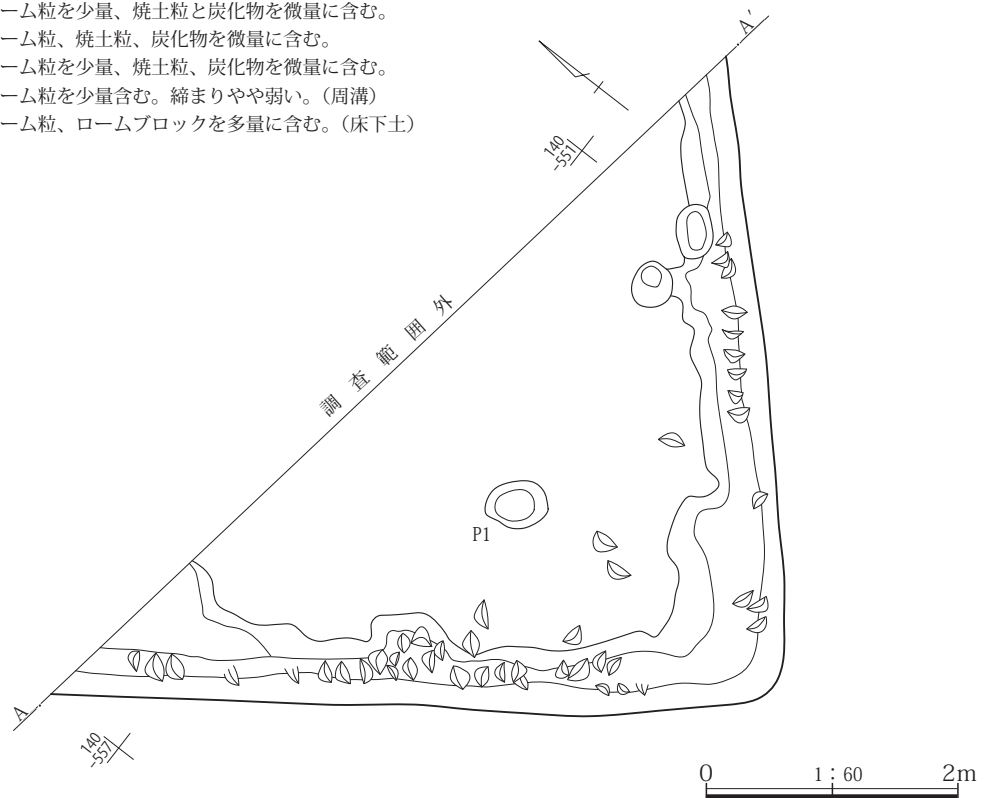 ーム粒を少量、焼土粒と炭化物を微量に含む。
ーム粒、焼土粒、炭化物を微量に含む。
ーム粒を少量、焼土粒、炭化物を微量に含む。
ーム粒を少量含む。締まりやや弱い。（周溝）
ーム粒、ロームブロックを多量に含む。（床下土）
A′
140
-551
調査範囲外
P1
A
140
-557
0 1：60 2m